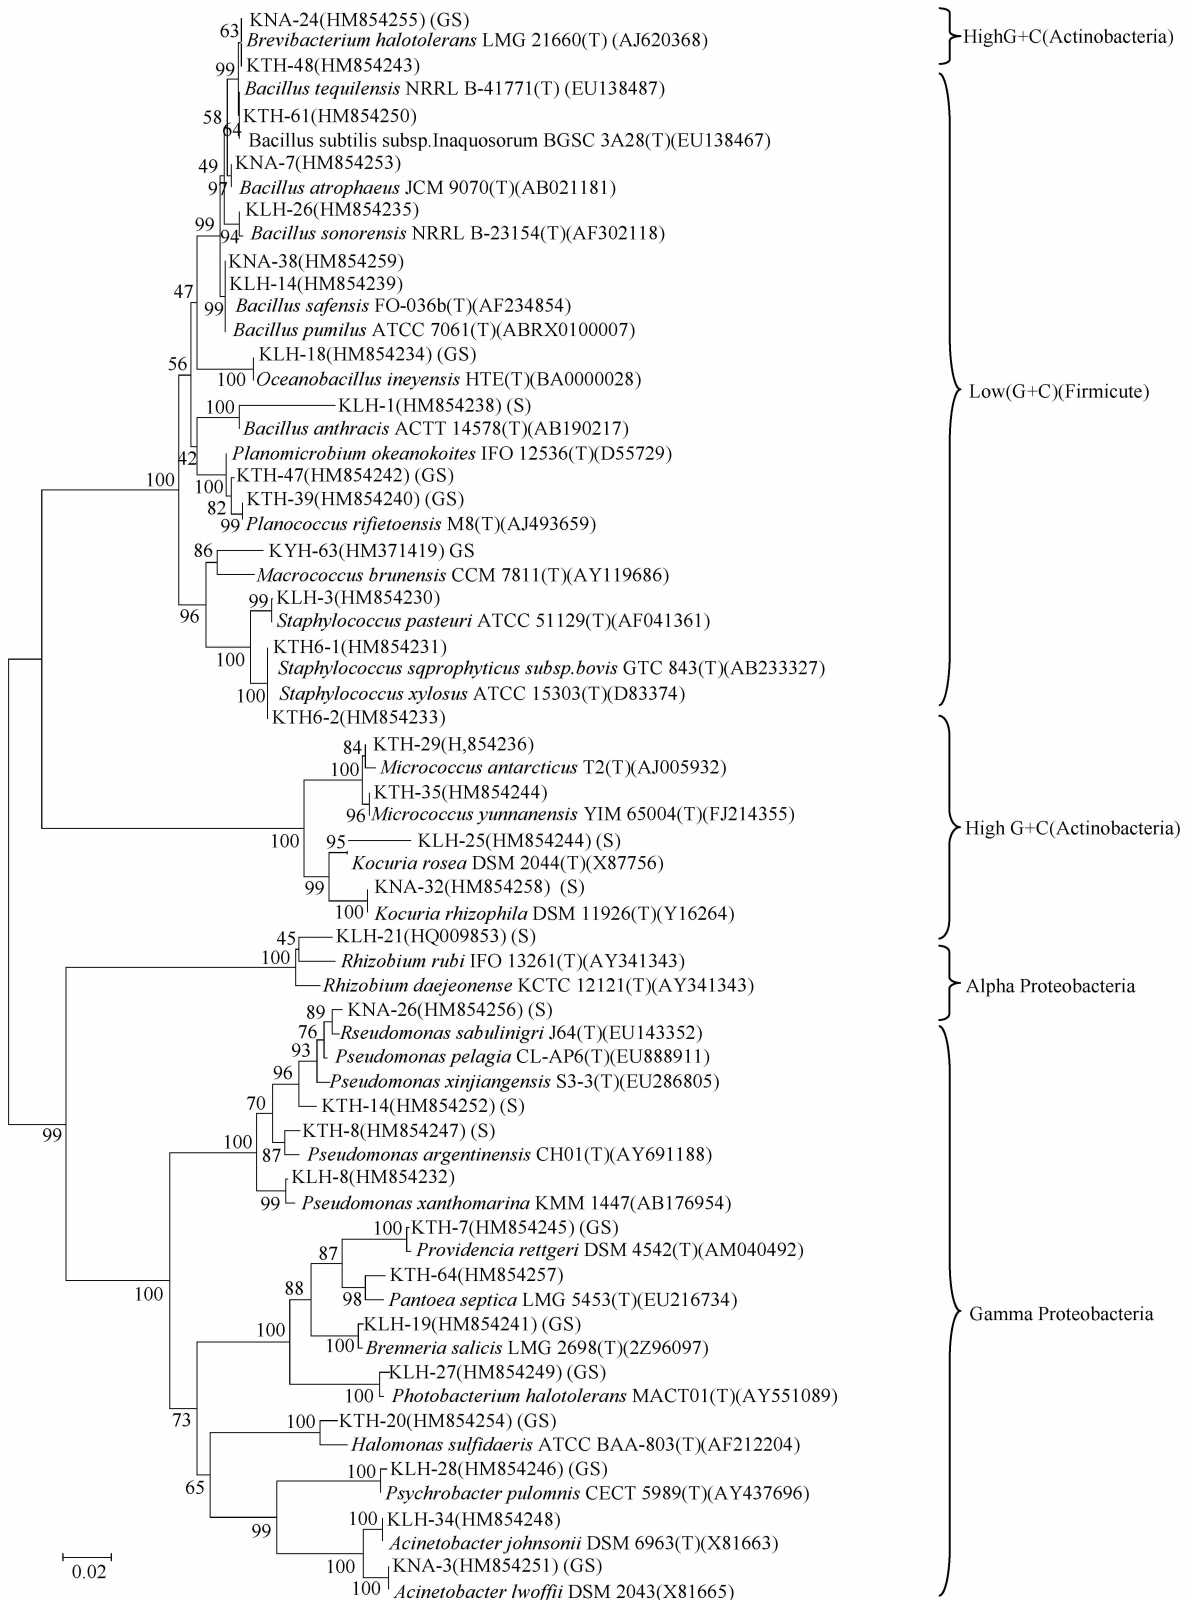 KNA-24(HM854255) (GS)
63
Brevibacterium halotolerans LMG 21660(T) (AJ620368)
HighG+C(Actinobacteria)
KTH-48(HM854243)
99
Bacillus tequilensis NRRL B-41771(T) (EU138487)
58
KTH-61(HM854250)
64
Bacillus subtilis subsp.Inaquosorum BGSC 3A28(T)(EU138467)
49
KNA-7(HM854253)
97
Bacillus atrophaeus JCM 9070(T)(AB021181)
KLH-26(HM854235)
99
94
Bacillus sonorensis NRRL B-23154(T)(AF302118)
KNA-38(HM854259)
KLH-14(HM854239)
47
99
Bacillus safensis FO-036b(T)(AF234854)
Bacillus pumilus ATCC 7061(T)(ABRX0100007)
KLH-18(HM854234) (GS)
56
100
Oceanobacillus ineyensis HTE(T)(BA0000028)
Low(G+C)(Firmicute)
100
KLH-1(HM854238) (S)
Bacillus anthracis ACTT 14578(T)(AB190217)
42
Planomicrobium okeanokoites IFO 12536(T)(D55729)
100
KTH-47(HM854242) (GS)
100
KTH-39(HM854240) (GS)
82
99
Planococcus rifietoensis M8(T)(AJ493659)
86
KYH-63(HM371419) GS
Macrococcus brunensis CCM 7811(T)(AY119686)
99
KLH-3(HM854230)
96
Staphylococcus pasteuri ATCC 51129(T)(AF041361)
KTH6-1(HM854231)
100
Staphylococcus sqprophyticus subsp.bovis GTC 843(T)(AB233327)
100
Staphylococcus xylosus ATCC 15303(T)(D83374)
KTH6-2(HM854233)
84
KTH-29(H,854236)
100
Micrococcus antarcticus T2(T)(AJ005932)
KTH-35(HM854244)
96
Micrococcus yunnanensis YIM 65004(T)(FJ214355)
High G+C(Actinobacteria)
100
95
KLH-25(HM854244) (S)
Kocuria rosea DSM 2044(T)(X87756)
99
KNA-32(HM854258) (S)
100
Kocuria rhizophila DSM 11926(T)(Y16264)
45
KLH-21(HQ009853) (S)
100
Rhizobium rubi IFO 13261(T)(AY341343)
Rhizobium daejeonense KCTC 12121(T)(AY341343)
Alpha Proteobacteria
89
KNA-26(HM854256) (S)
76
Rseudomonas sabulinigri J64(T)(EU143352)
93
Pseudomonas pelagia CL-AP6(T)(EU888911)
96
Pseudomonas xinjiangensis S3-3(T)(EU286805)
70
KTH-14(HM854252) (S)
99
100
KTH-8(HM854247) (S)
87
Pseudomonas argentinensis CH01(T)(AY691188)
KLH-8(HM854232)
99
Pseudomonas xanthomarina KMM 1447(AB176954)
100
KTH-7(HM854245) (GS)
87
Providencia rettgeri DSM 4542(T)(AM040492)
KTH-64(HM854257)
100
88
98
Pantoea septica LMG 5453(T)(EU216734)
Gamma Proteobacteria
100
KLH-19(HM854241) (GS)
100
Brenneria salicis LMG 2698(T)(2Z96097)
KLH-27(HM854249) (GS)
100
Photobacterium halotolerans MACT01(T)(AY551089)
73
100
KTH-20(HM854254) (GS)
Halomonas sulfidaeris ATCC BAA-803(T)(AF212204)
100
KLH-28(HM854246) (GS)
65
Psychrobacter pulomnis CECT 5989(T)(AY437696)
99
100
KLH-34(HM854248)
Acinetobacter johnsonii DSM 6963(T)(X81663)
100
KNA-3(HM854251) (GS)
0.02
100
Acinetobacter lwoffii DSM 2043(X81665)